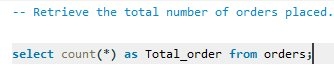 -- Retrieve the total number of orders placed.
select count(*) as Total_order from orders;